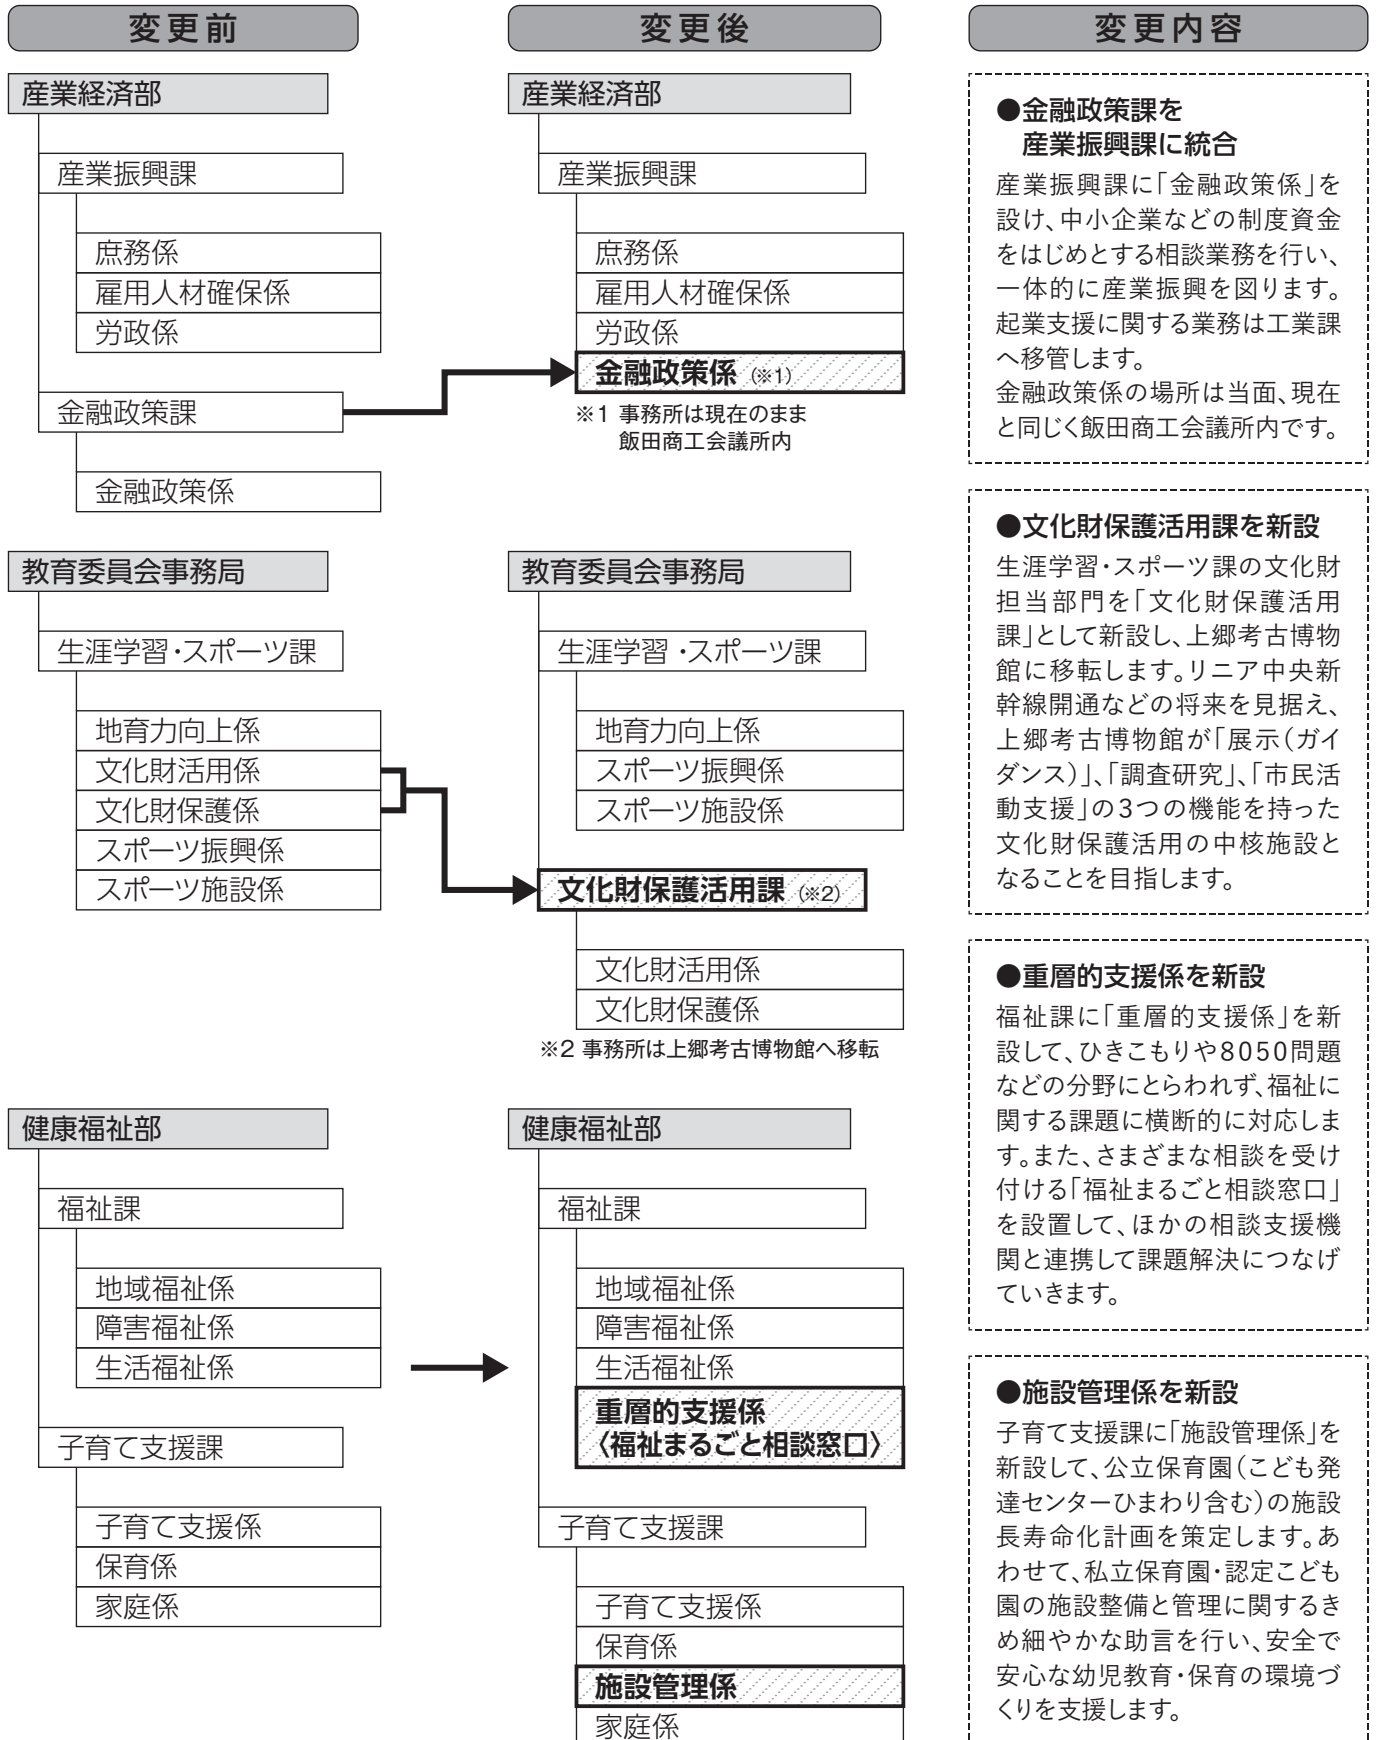 変更前
産業経済部
産業振興課
庶務係
雇用人材確保係
労政係
金融政策課
金融政策係
教育委員会事務局
生涯学習・スポーツ課
地育力向上係
文化財活用係
文化財保護係
スポーツ振興係
スポーツ施設係
健康福祉部
福祉課
地域福祉係
障害福祉係
生活福祉係
子育て支援課
子育て支援係
保育係
家庭係
変更後
産業経済部
産業振興課
庶務係
雇用人材確保係
労政係
金融政策係（※1）
※1 事務所は現在のまま
飯田商工会議所内
教育委員会事務局
生涯学習・スポーツ課
地育力向上係
スポーツ振興係
スポーツ施設係
文化財保護活用課（※2）
文化財活用係
文化財保護係
※2 事務所は上郷考古博物館へ移転
健康福祉部
福祉課
地域福祉係
障害福祉係
生活福祉係
重層的支援係
〈福祉まるごと相談窓口〉
子育て支援課
子育て支援係
保育係
施設管理係
家庭係
変更内容
●金融政策課を
産業振興課に統合
産業振興課に「金融政策係」を
設け、中小企業などの制度資金
をはじめとする相談業務を行い、
一体的に産業振興を図ります。
起業支援に関する業務は工業課
へ移管します。
金融政策係の場所は当面、現在
と同じく飯田商工会議所内です。
●文化財保護活用課を新設
生涯学習・スポーツ課の文化財
担当部門を「文化財保護活用
課」として新設し、上郷考古博物
館に移転します。リニア中央新
幹線開通などの将来を見据え、
上郷考古博物館が「展示（ガイ
ダンス）」、「調査研究」、「市民活
動支援」の3つの機能を持った
文化財保護活用の中核施設と
なることを目指します。
●重層的支援係を新設
福祉課に「重層的支援係」を新
設して、ひきこもりや8050問題
などの分野にとらわれず、福祉に
関する課題に横断的に対応しま
す。また、さまざまな相談を受け
付ける「福祉まるごと相談窓口」
を設置して、ほかの相談支援機
関と連携して課題解決につなげ
ていきます。
●施設管理係を新設
子育て支援課に「施設管理係」を
新設して、公立保育園（こども発
達センターひまわり含む）の施設
長寿命化計画を策定します。あ
わせて、私立保育園・認定こども
園の施設整備と管理に関するき
め細やかな助言を行い、安全で
安心な幼児教育・保育の環境づ
くりを支援します。